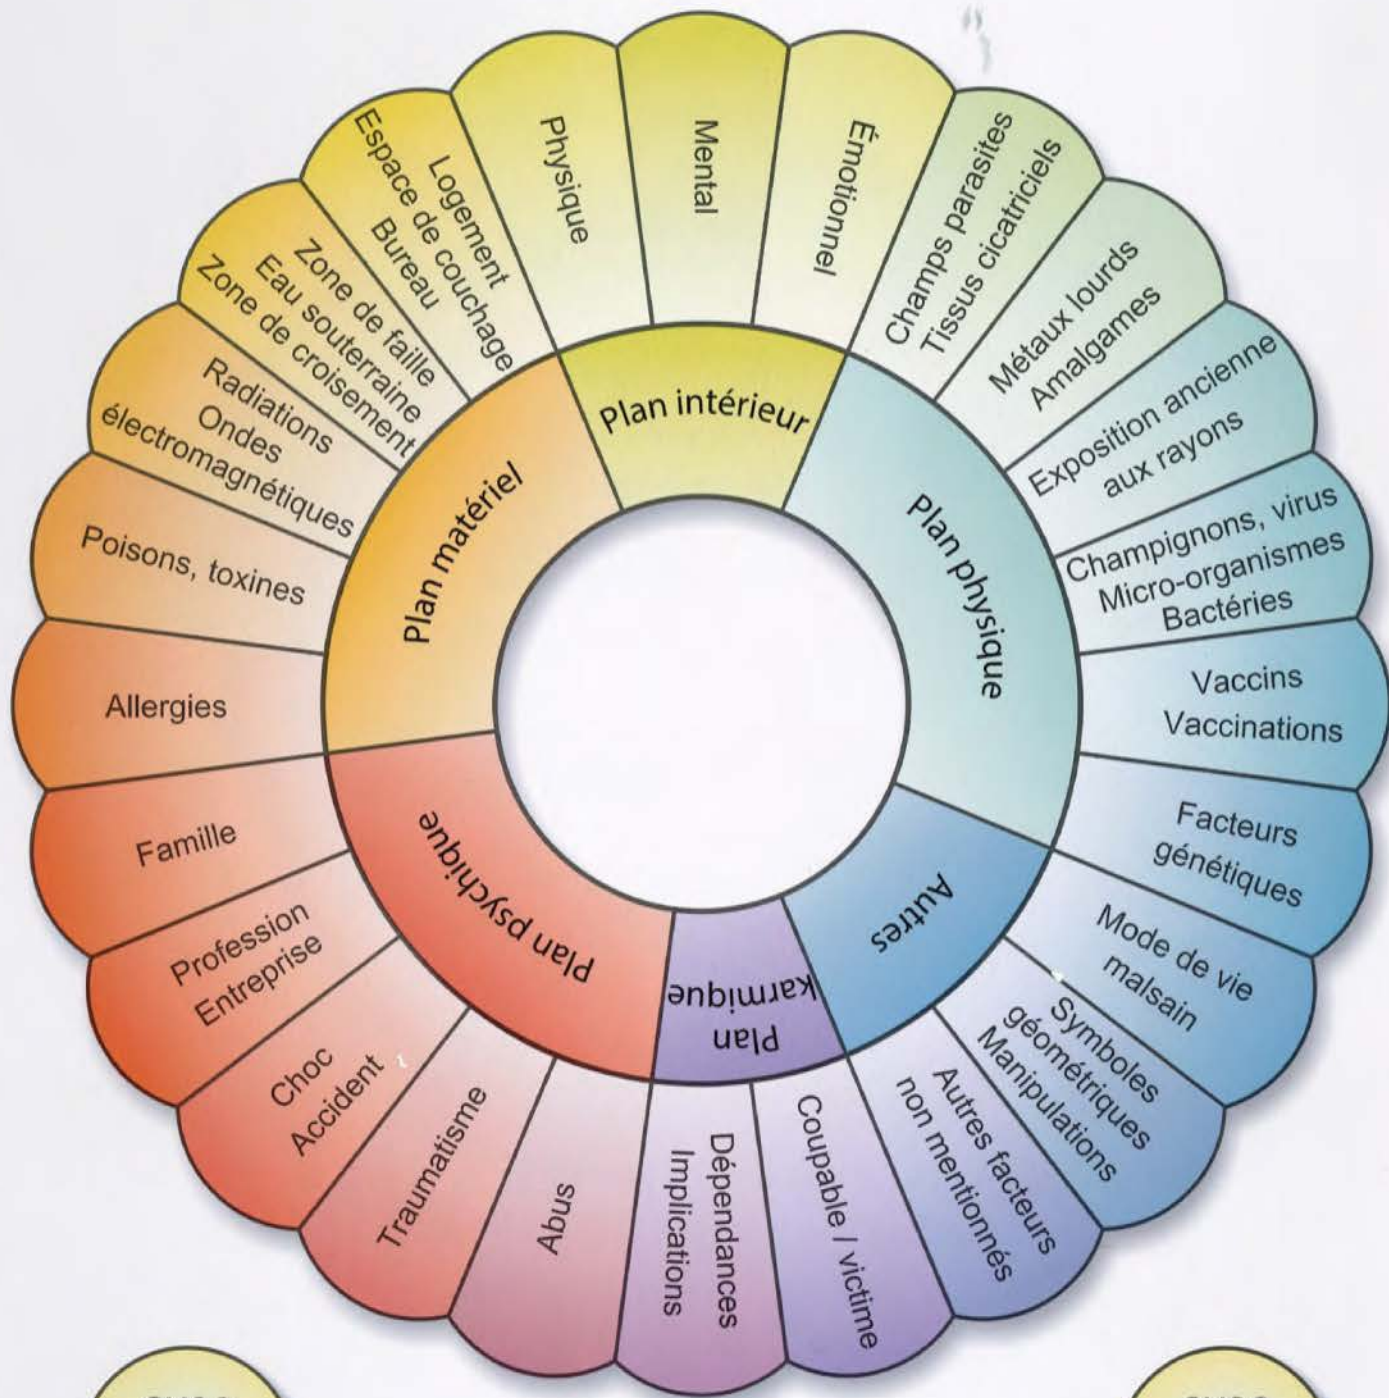 Plan intérieur
Physique
Mental
Émotionnel
Plan physique
Champs parasites
Tissus cicatriciels
Métaux lourds
Amalgames
Exposition ancienne
aux rayons
Champignons, virus
Micro-organismes
Bactéries
Vaccins
Vaccinations
Facteurs
génétiques
Autres
Mode de vie
malsain
Symboles
géométriques
Manipulations
Autres facteurs
non mentionnés
Plan
karmique
Coupable / victime
Dépendances
Implications
Plan psychique
Abus
Traumatisme
Choc
Accident
Profession
Entreprise
Famille
Plan matériel
Allergies
Poisons, toxines
Radiations
Ondes
électromagnétiques
Zone de faille
Eau souterraine
Zone de croisement
Logement
Espace de couchage
Bureau